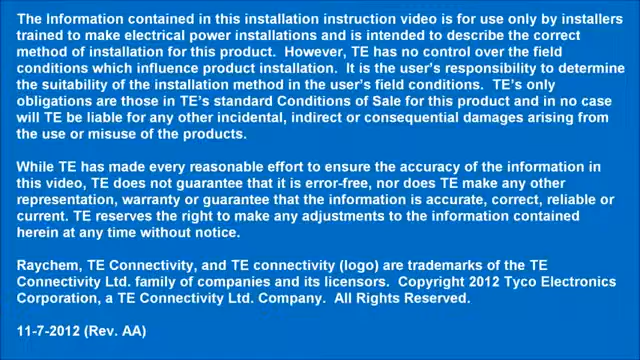 The Information contained in this installation instruction video is for use only by installers
trained to make electrical power installations and is intended to describe the correct
method of installation for this product.  However, TE has no control over the field
conditions which influence product installation.  It is the user's responsibility to determine
the suitability of the installation method in the user's field conditions.  TE's only
obligations are those in TE's standard Conditions of Sale for this product and in no case
will TE be liable for any other incidental, indirect or consequential damages arising from
the use or misuse of the products.
While TE has made every reasonable effort to ensure the accuracy of the information in
this video, TE does not guarantee that it is error-free, nor does TE make any other
representation, warranty or guarantee that the information is accurate, correct, reliable or
current. TE reserves the right to make any adjustments to the information contained
herein at any time without notice.
Raychem, TE Connectivity, and TE connectivity (logo) are trademarks of the TE
Connectivity Ltd. family of companies and its licensors.  Copyright 2012 Tyco Electronics
Corporation, a TE Connectivity Ltd. Company.  All Rights Reserved.
11-7-2012 (Rev. AA)